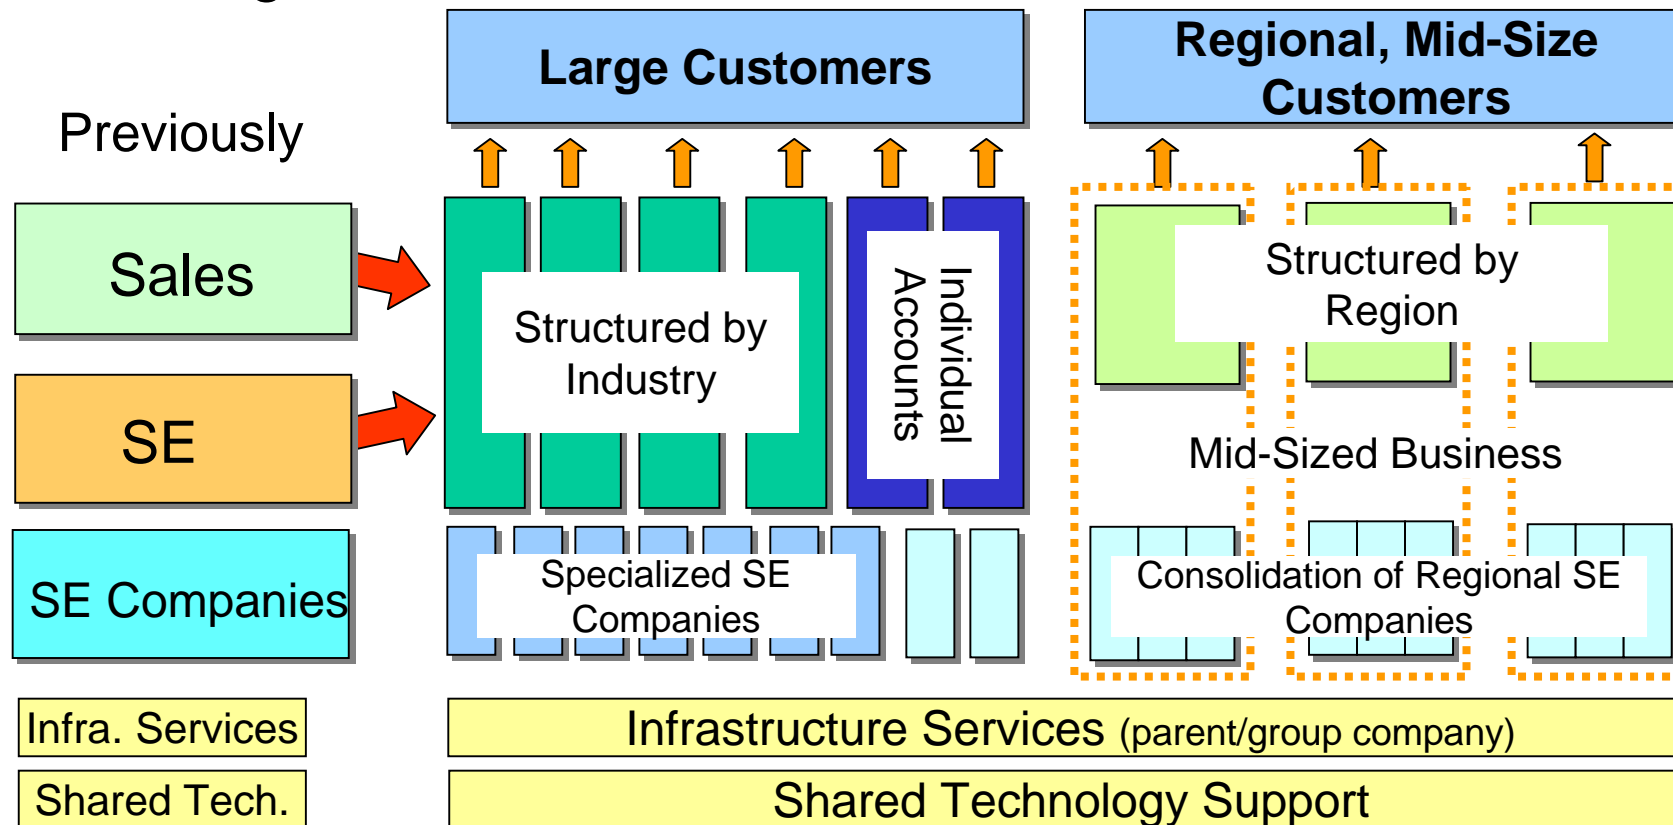 Large Customers
Regional, Mid-Size
Customers
Previously
Sales
SE
SE Companies
Infra. Services
Shared Tech.
Structured by
Industry
Individual
Accounts
Structured by
Region
Mid-Sized Business
Specialized SE
Companies
Consolidation of Regional SE
Companies
Infrastructure Services (parent/group company)
Shared Technology Support